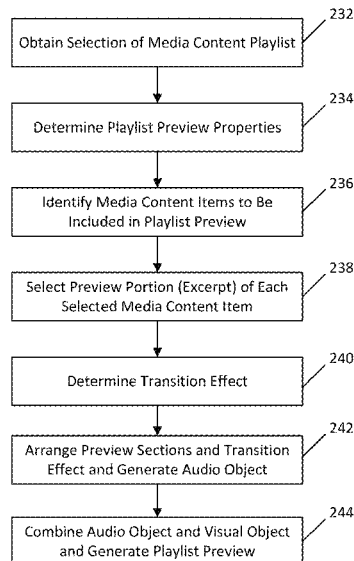 232
Obtain Selection of Media Content Playlist
234
Determine Playlist Preview Properties
236
Identify Media Content Items to Be
Included in Playlist Preview
238
Select Preview Portion (Excerpt) of Each
Selected Media Content Item
240
Determine Transition Effect
242
Arrange Preview Sections and Transition
Effect and Generate Audio Object
244
Combine Audio Object and Visual Object
and Generate Playlist Preview